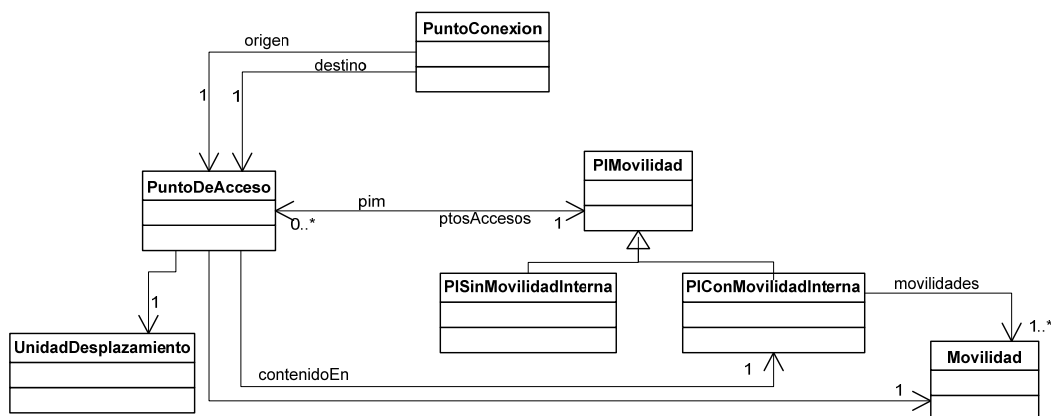 PuntoConexion
origen
destino
1
1
PIMovilidad
PuntoDeAcceso
pim
ptosAccesos
0..*
1
PISinMovilidadInterna
PIConMovilidadInterna
movilidades
1
1..*
UnidadDesplazamiento
Movilidad
contenidoEn
1
1